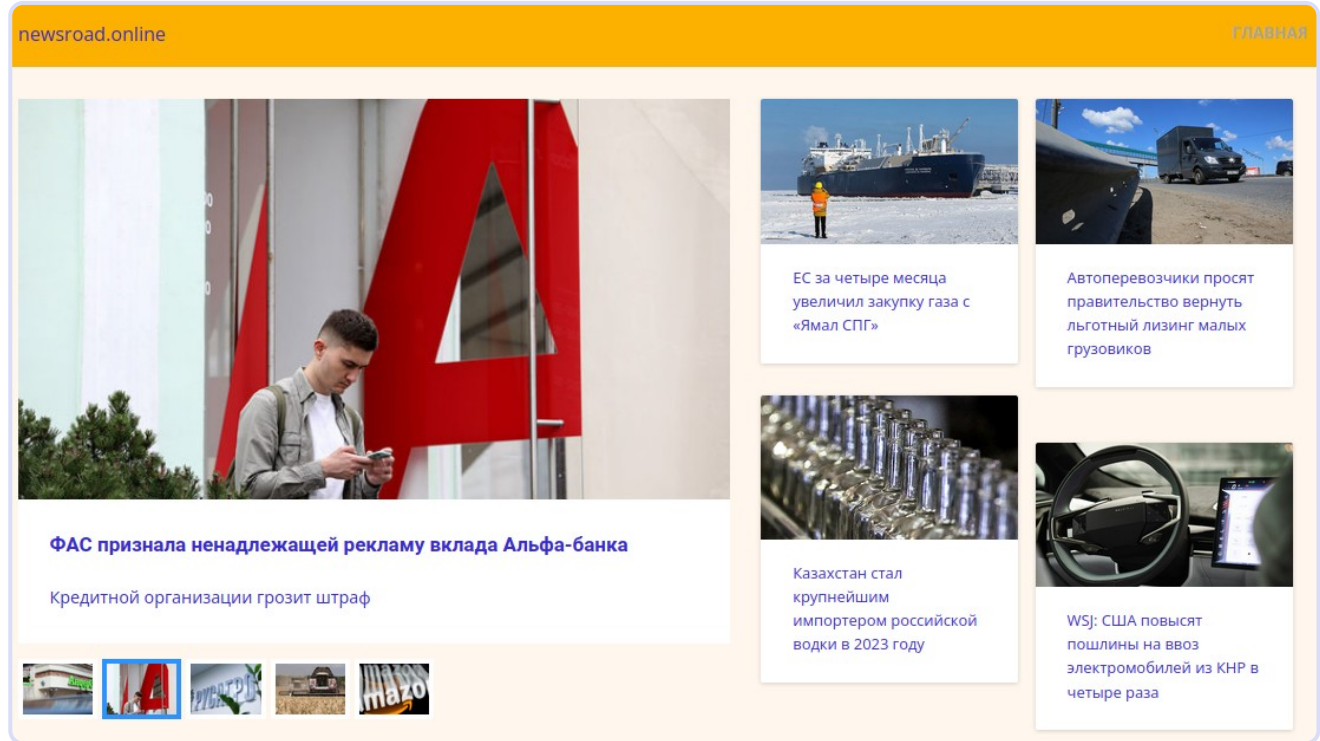 newsroad.online
ГЛАВНАЯ
ФАС признала ненадлежащей рекламу вклада Альфа-банка
Кредитной организации грозит штраф
ЕС за четыре месяца
увеличил закупку газа с
«Ямал СПГ»
Автоперевозчики просят
правительство вернуть
льготный лизинг малых
грузовиков
Казахстан стал
крупнейшим
импортером российской
водки в 2023 году
WSJ: США повысят
пошлины на ввоз
электромобилей из КНР в
четыре раза
РУСАГРО
mazo